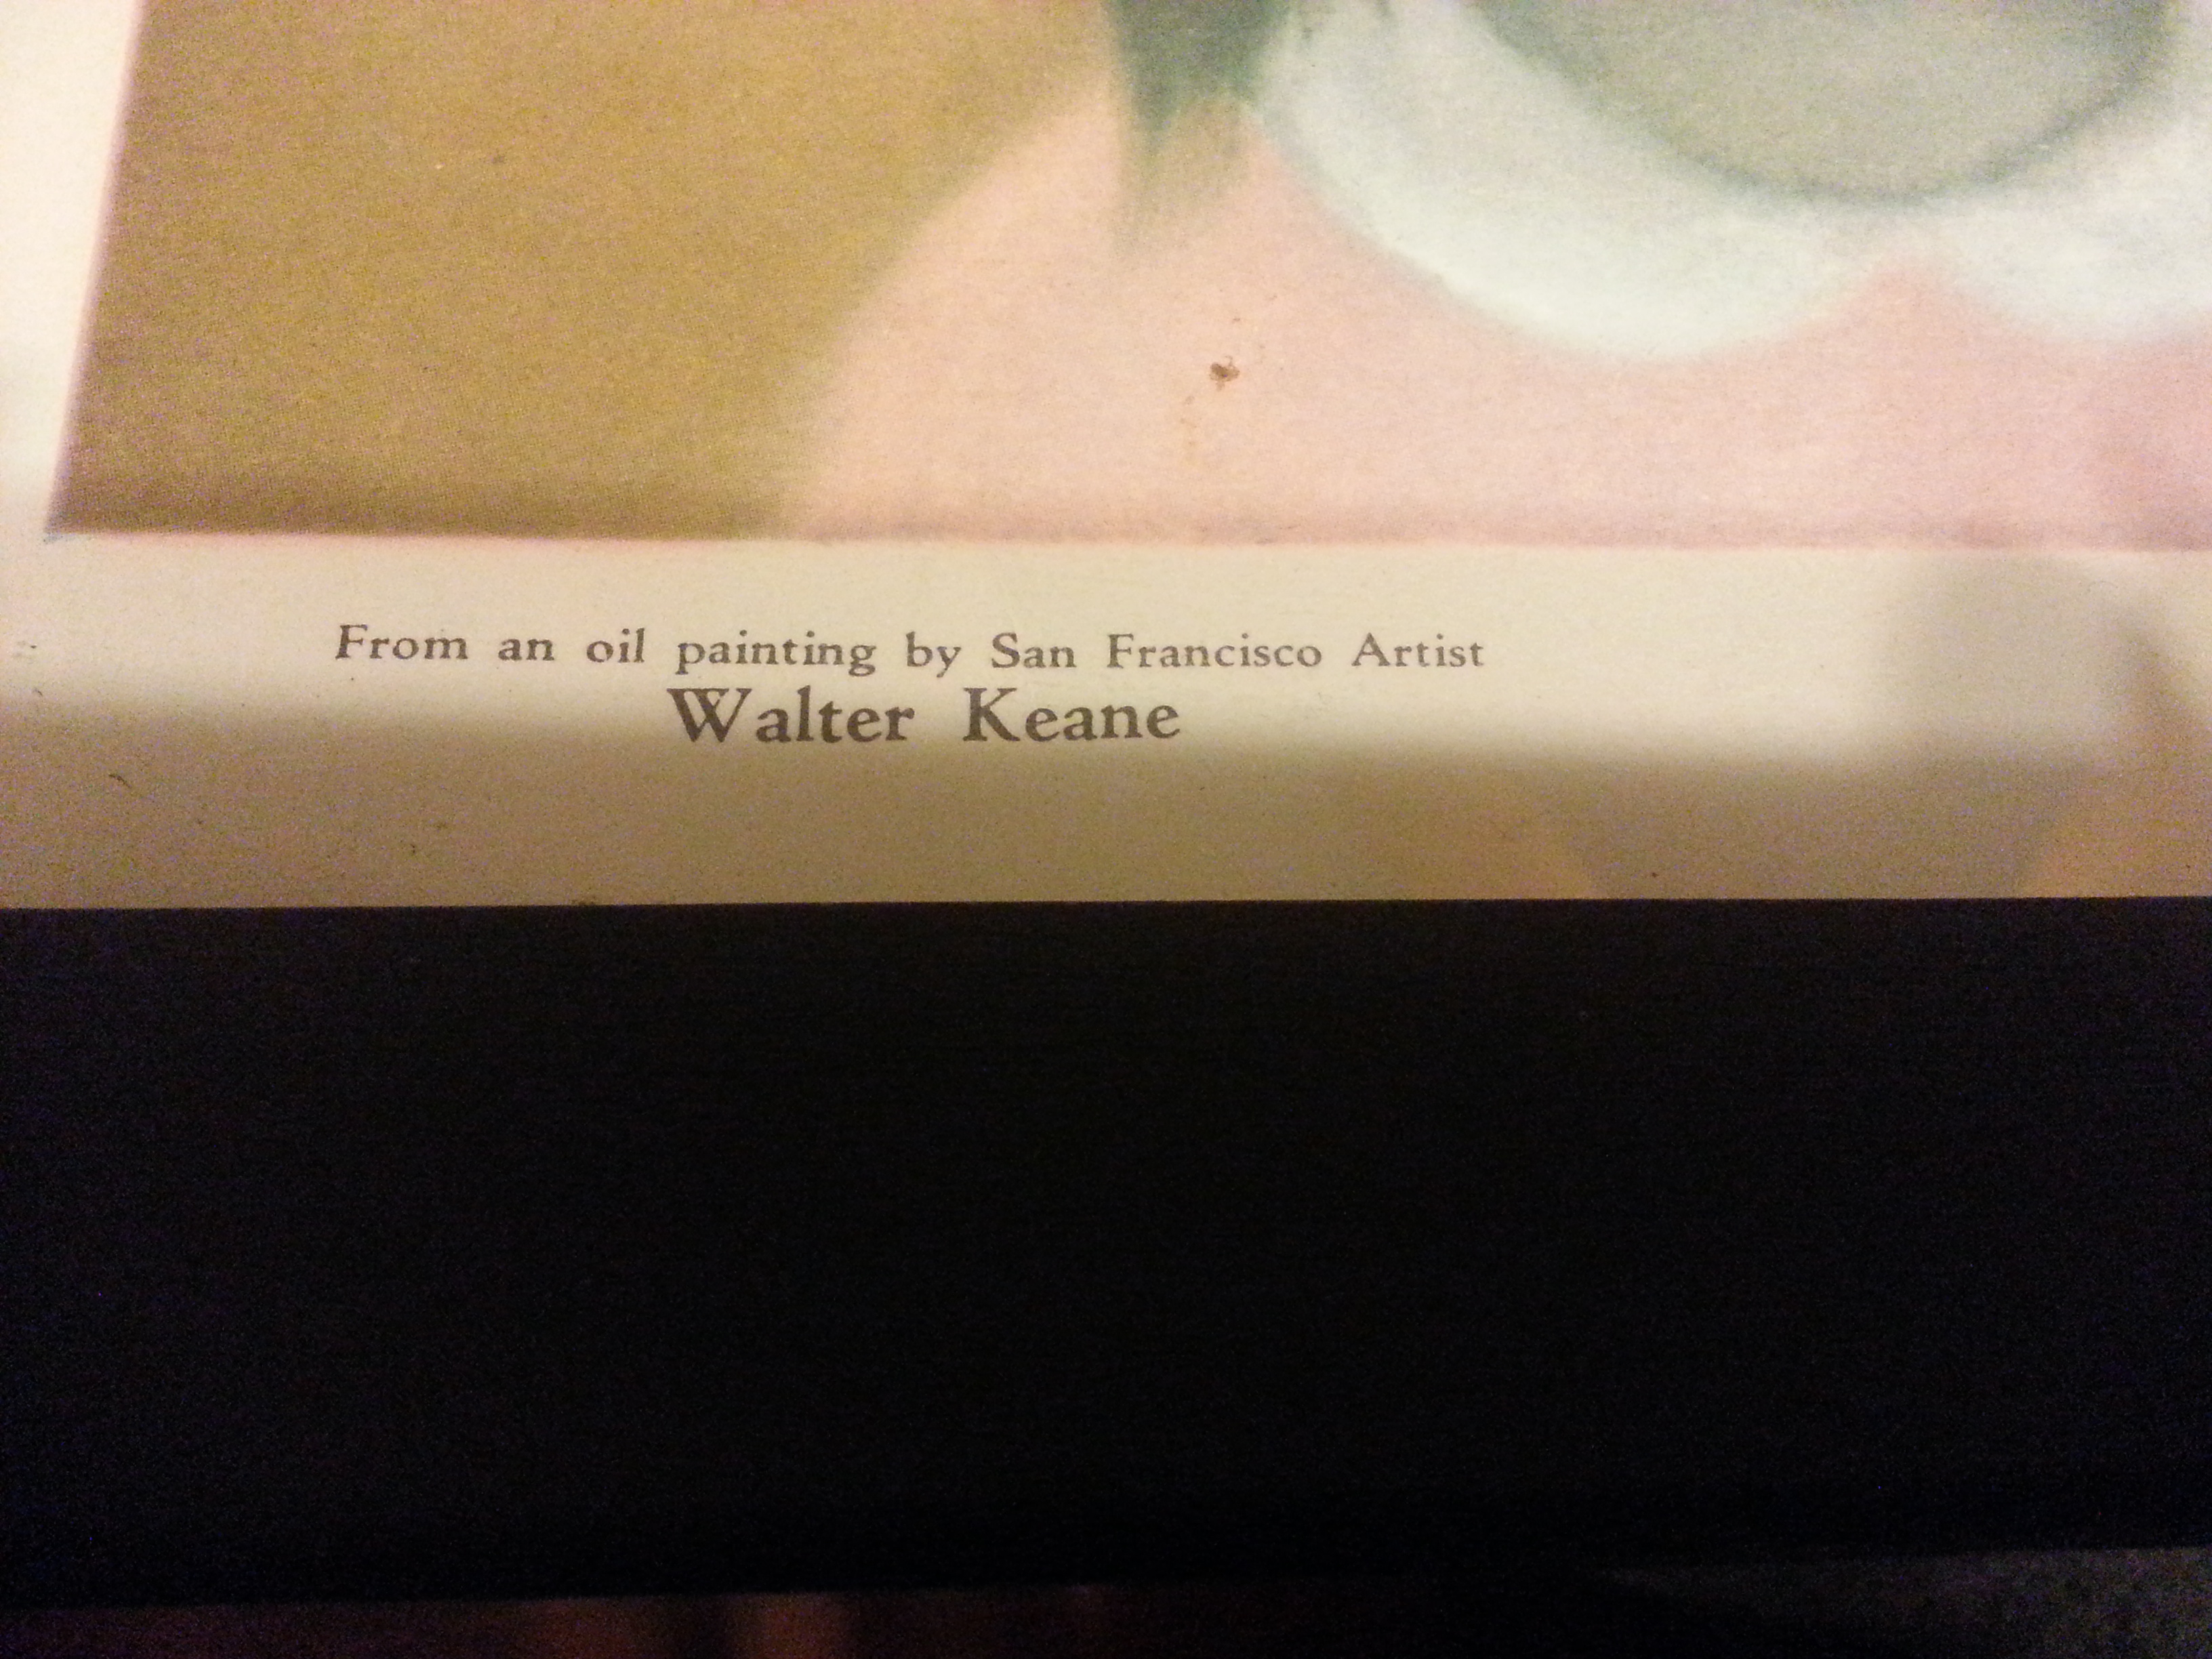 From an oil painting by San Francisco Artist
Walter Keane